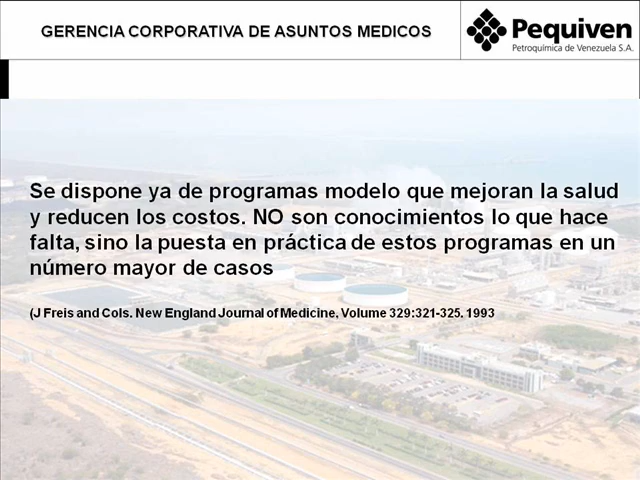 GERENCIA CORPORATIVA DE ASUNTOS MEDICOS
Pequiven
Petroquímica de Venezuela S.A.
Se dispone ya de programas modelo que mejoran la salud
y reducen los costos. NO son conocimientos lo que hace
falta, sino la puesta en práctica de estos programas en un
número mayor de casos
(J Freis and Cols. New England Journal of Medicine, Volume 329:321-325, 1993